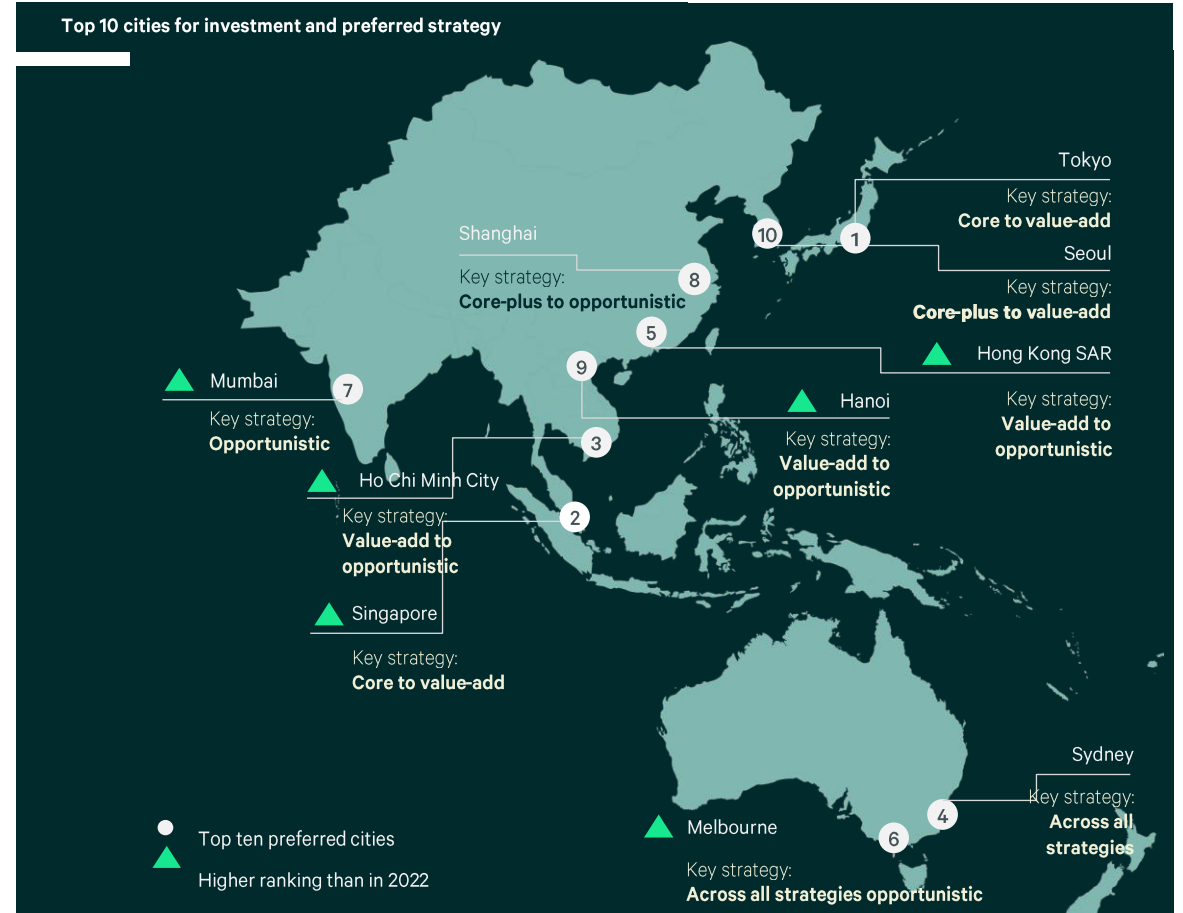 Top 10 cities for investment and preferred strategy
Tokyo
Key strategy:
Core to value-add
10
1
Seoul
Key strategy:
Core-plus to value-add
Shanghai
Key strategy:
Core-plus to opportunistic
8
5
Hong Kong SAR
Key strategy:
Value-add to
opportunistic
9
Hanoi
Key strategy:
Value-add to
opportunistic
Mumbai
7
Key strategy:
Opportunistic
3
Ho Chi Minh City
Key strategy:
Value-add to
opportunistic
2
Singapore
Key strategy:
Core to value-add
Sydney
Key strategy:
Across all
strategies
4
6
Melbourne
Key strategy:
Across all strategies opportunistic
Top ten preferred cities
Higher ranking than in 2022